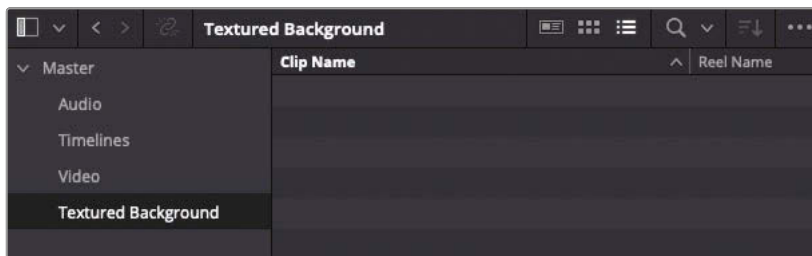 Textured Background
Clip Name Reel Name
Master
Audio
Timelines
Video
Textured Background